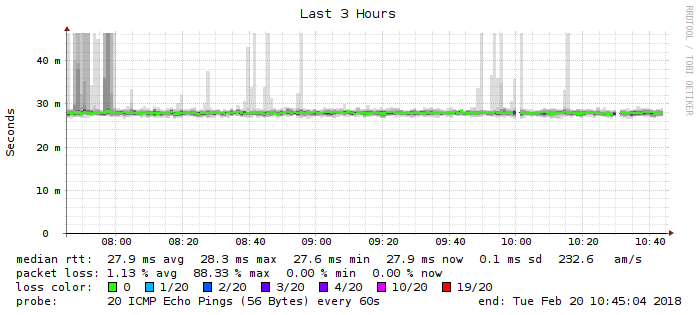 Last 3 Hours
RRDTOOL / TOBI OETIKER
Seconds
40 m
30 m
20 m
10 m
0
08:00 08:20 08:40 09:00 09:20 09:40 10:00 10:20 10:40
median rtt: 27.9 ms avg 28.3 ms max 27.6 ms min 27.9 ms now 0.1 ms sd 232.6 am/s
packet loss: 1.13 % avg 88.33 % max 0.00 % min 0.00 % now
loss color: 0 1/20 2/20 3/20 4/20 10/20 19/20
probe: 20 ICMP Echo Pings (56 Bytes) every 60s end: Tue Feb 20 10:45:04 2018